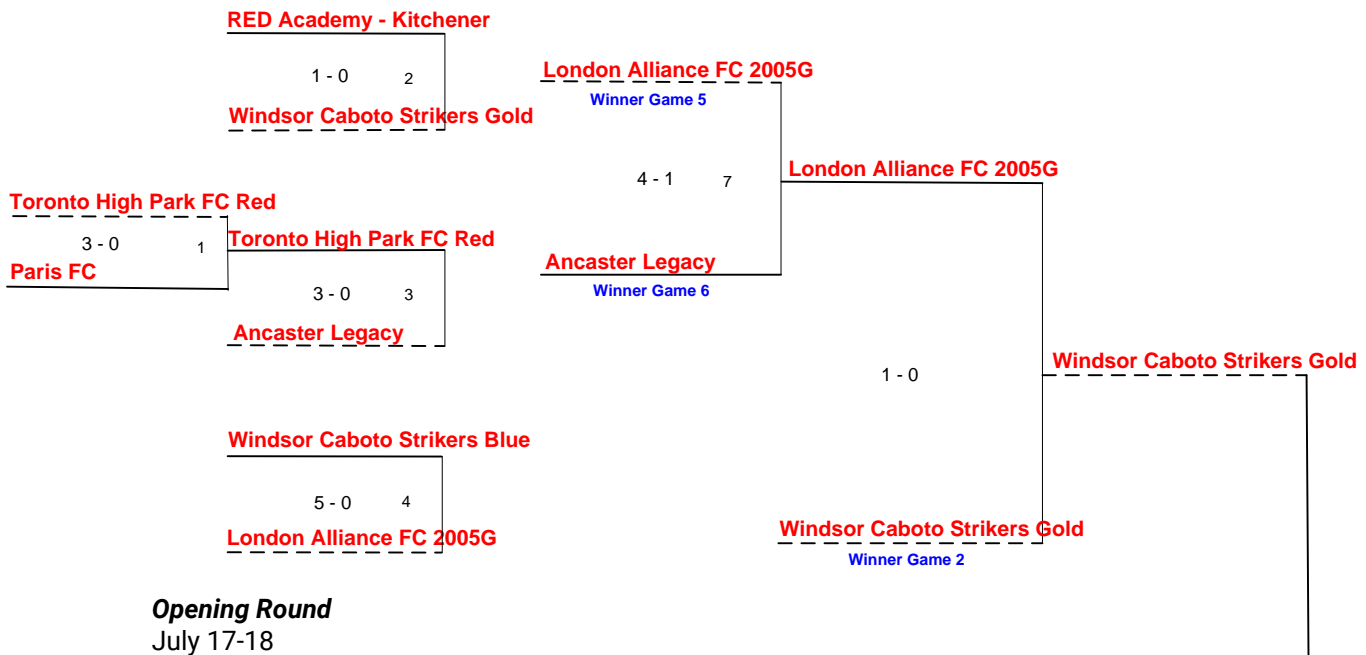 RED Academy - Kitchener
1 - 0 2
Windsor Caboto Strikers Gold
Toronto High Park FC Red
3 - 0 1
Paris FC
Toronto High Park FC Red
3 - 0 3
Ancaster Legacy
Windsor Caboto Strikers Blue
5 - 0 4
London Alliance FC 2005G
London Alliance FC 2005G
Winner Game 5
4 - 1 7
Ancaster Legacy
Winner Game 6
London Alliance FC 2005G
1 - 0
Windsor Caboto Strikers Gold
Winner Game 2
Windsor Caboto Strikers Gold
Opening Round
July 17-18